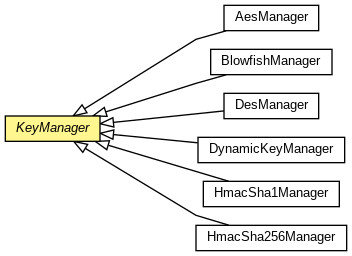 AesManager
BlowfishManager
KeyManager
DesManager
DynamicKeyManager
HmacSha1Manager
HmacSha256Manager